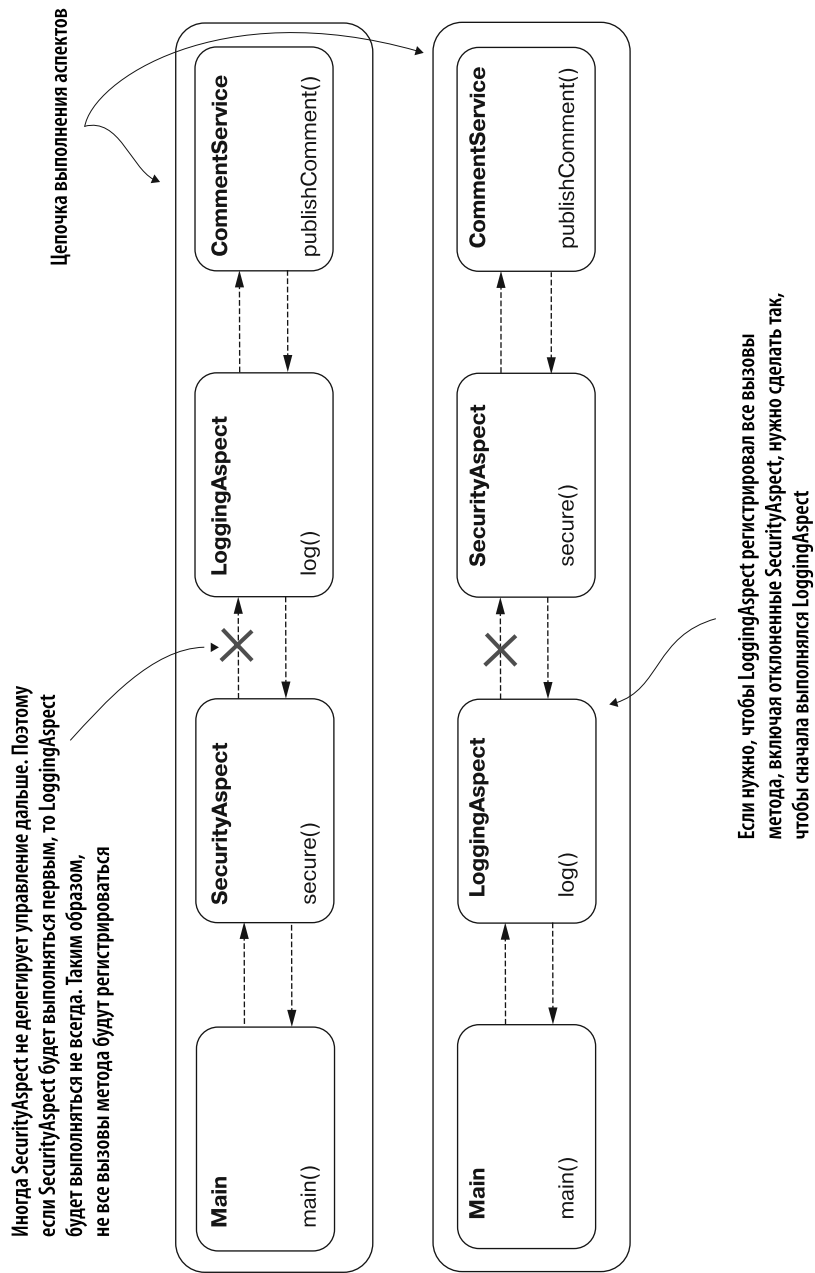 Иногда SecurityAspect не делегирует управление дальше. Поэтому
если SecurityAspect будет выполняться первым, то LoggingAspect
будет выполняться не всегда. Таким образом,
не все вызовы метода будут регистрироваться
Цепочка выполнения аспектов
Main
main()
SecurityAspect
secure()
LoggingAspect
log()
CommentService
publishComment()
Main
main()
LoggingAspect
log()
SecurityAspect
secure()
CommentService
publishComment()
Если нужно, чтобы LoggingAspect регистрировал все вызовы
метода, включая отклоненные SecurityAspect, нужно сделать так,
чтобы сначала выполнялся LoggingAspect